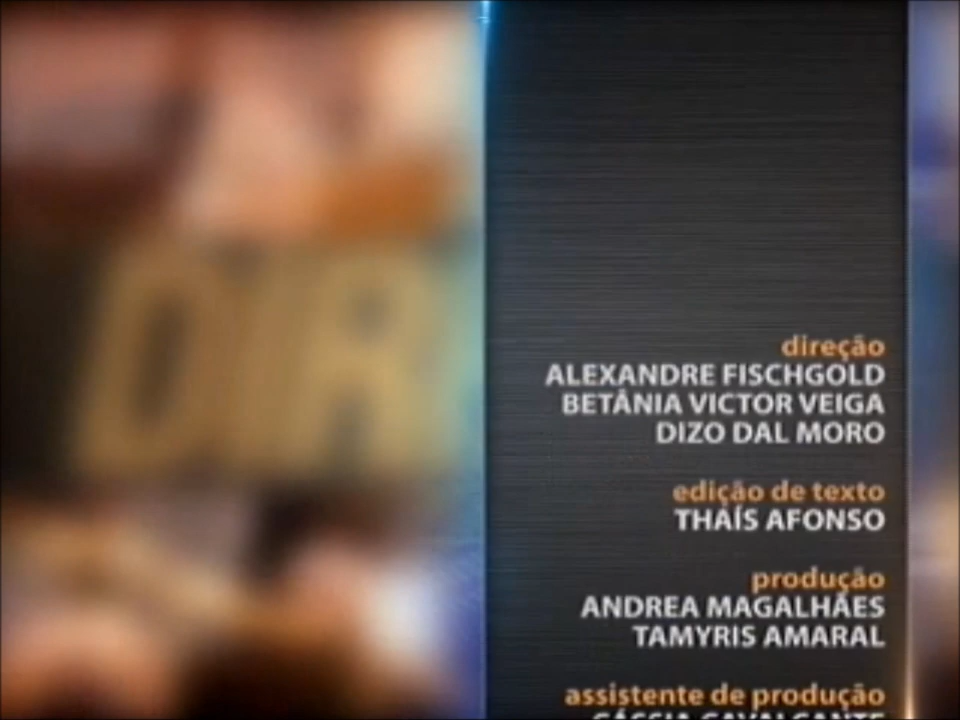 direção
ALEXANDRE FISCHGOLD
BETÂNIA VICTOR VEIGA
DIZO DAL MORO
edição de texto
THAÍS AFONSO
produção
ANDREA MAGALHÃES
TAMYRIS AMARAL
assistente de produção